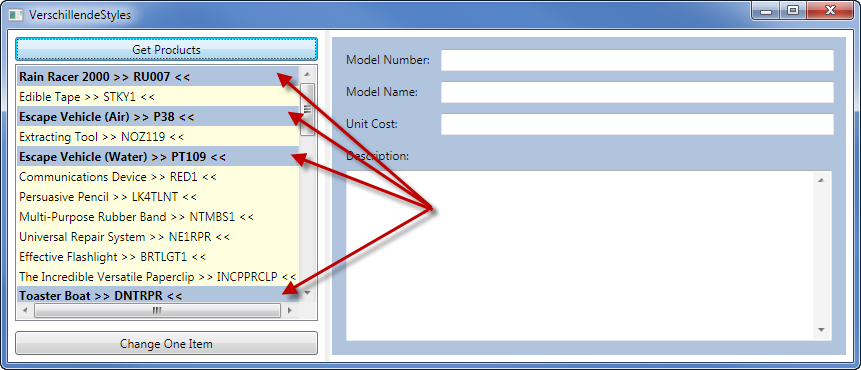 VerschillendeStyles
Get Products
Rain Racer 2000 >> RU007 <<
Edible Tape >> STKY1 <<
Escape Vehicle (Air) >> P38 <<
Extracting Tool >> NOZ119 <<
Escape Vehicle (Water) >> PT109 <<
Communications Device >> RED1 <<
Persuasive Pencil >> LK4TLNT <<
Multi-Purpose Rubber Band >> NTMBS1 <<
Universal Repair System >> NE1RPR <<
Effective Flashlight >> BRTLGT1 <<
The Incredible Versatile Paperclip >> INCPPRCLP <<
Toaster Boat >> DNTRPR <<
Change One Item
Model Number:
Model Name:
Unit Cost:
Description: